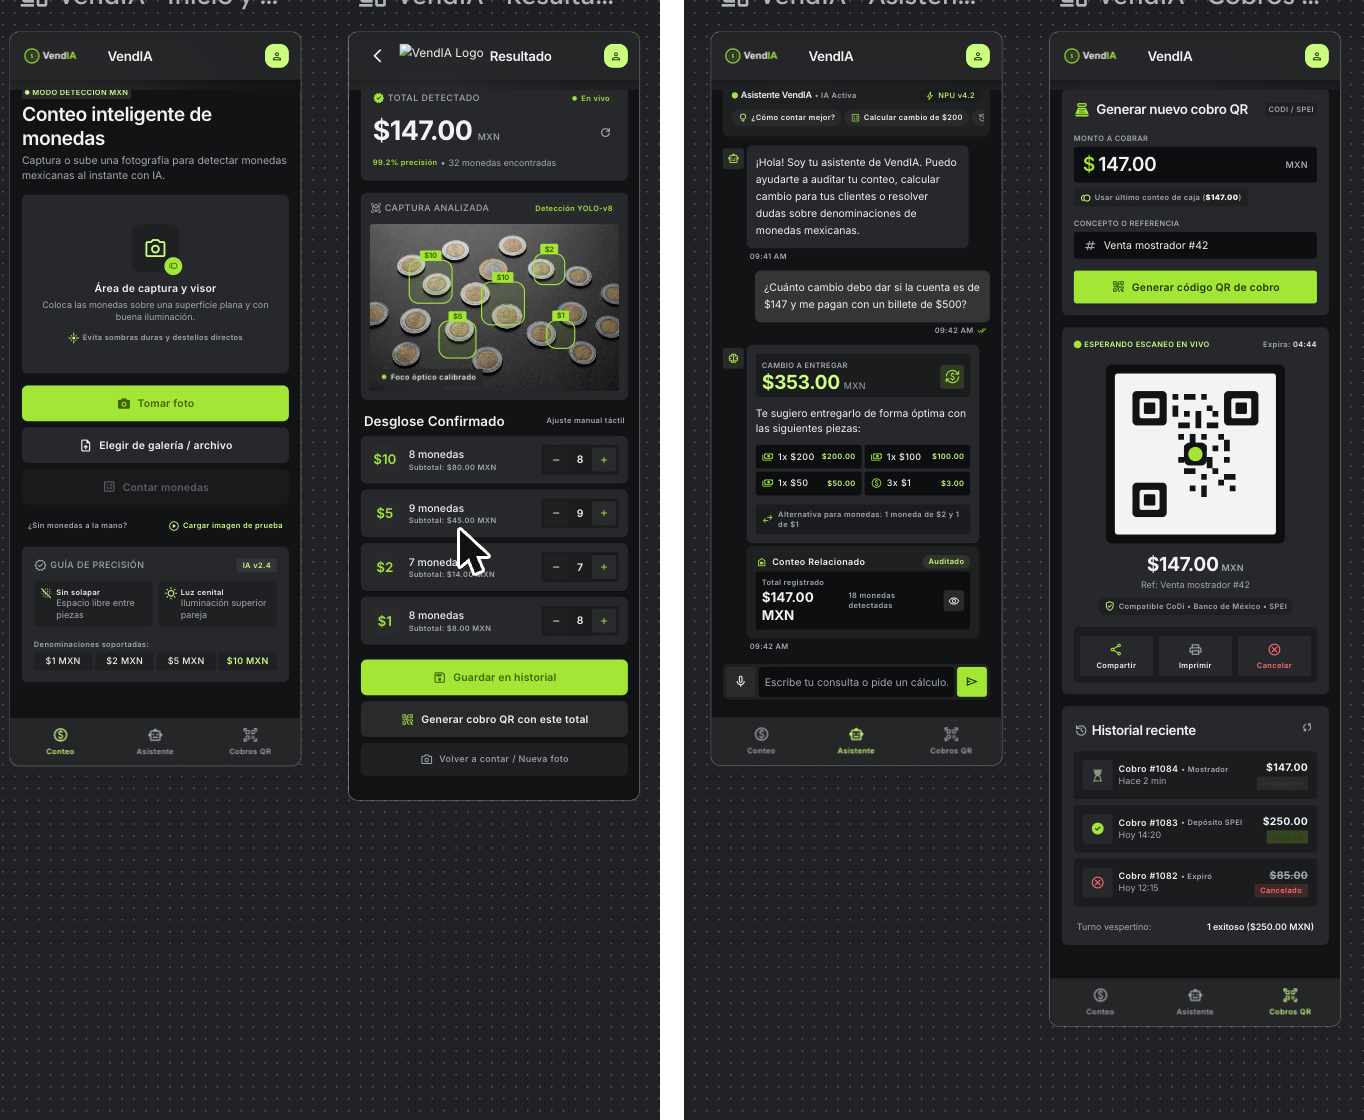 VendIA - Inicio y ...
VendIA
VendIA
MODO DETECCIÓN MXN
Conteo inteligente de
monedas
Captura o sube una fotografía para detectar monedas
mexicanas al instante con IA.
Área de captura y visor
Coloca las monedas sobre una superficie plana y con
buena iluminación.
Evita sombras duras y destellos directos
Tomar foto
Elegir de galería / archivo
Contar monedas
¿Sin monedas a la mano?
Cargar imagen de prueba
GUÍA DE PRECISIÓN
IA v2.4
Sin solapar
Espacio libre entre
piezas
Luz cenital
Iluminación superior
pareja
Denominaciones soportadas:
$1 MXN
$2 MXN
$5 MXN
$10 MXN
Conteo
Asistente
Cobros QR
VendIA - Resulta...
VendIA Logo
Resultado
TOTAL DETECTADO
En vivo
$147.00 MXN
99.2% precisión • 32 monedas encontradas
CAPTURA ANALIZADA
Detección YOLO-v8
$10
$2
$10
$5
$1
Foco óptico calibrado
Desglose Confirmado
Ajuste manual táctil
$10
8 monedas
Subtotal: $80.00 MXN
− 8 +
$5
9 monedas
Subtotal: $45.00 MXN
− 9 +
$2
7 monedas
Subtotal: $14.00 MXN
− 7 +
$1
8 monedas
Subtotal: $8.00 MXN
− 8 +
Guardar en historial
Generar cobro QR con este total
Volver a contar / Nueva foto
VendIA - Asisten...
VendIA
VendIA
Asistente VendIA • IA Activa
NPU v4.2
¿Cómo contar mejor?
Calcular cambio de $200
¡Hola! Soy tu asistente de VendIA. Puedo
ayudarte a auditar tu conteo, calcular
cambio para tus clientes o resolver
dudas sobre denominaciones de
monedas mexicanas.
09:41 AM
¿Cuánto cambio debo dar si la cuenta es de
$147 y me pagan con un billete de $500?
09:42 AM
CAMBIO A ENTREGAR
$353.00 MXN
Te sugiero entregarlo de forma óptima con
las siguientes piezas:
1x $200 $200.00
1x $100 $100.00
1x $50 $50.00
3x $1 $3.00
Alternativa para monedas: 1 moneda de $2 y 1
de $1
Conteo Relacionado
Auditado
Total registrado
$147.00
MXN
18 monedas
detectadas
09:42 AM
Escribe tu consulta o pide un cálculo.
Conteo
Asistente
Cobros QR
VendIA - Cobros ...
VendIA
VendIA
Generar nuevo cobro QR
CODI / SPEI
MONTO A COBRAR
$ 147.00
MXN
Usar último conteo de caja ($147.00)
CONCEPTO O REFERENCIA
# Venta mostrador #42
Generar código QR de cobro
ESPERANDO ESCANEO EN VIVO
Expira: 04:44
$147.00 MXN
Ref: Venta mostrador #42
Compatible CoDi • Banco de México • SPEI
Compartir
Imprimir
Cancelar
Historial reciente
Cobro #1084 • Mostrador
Hace 2 min
$147.00
Cobro #1083 • Depósito SPEI
Hoy 14:20
$250.00
Cobro #1082 • Expiró
Hoy 12:15
$85.00
Cancelado
Turno vespertino:
1 exitoso ($250.00 MXN)
Conteo
Asistente
Cobros QR